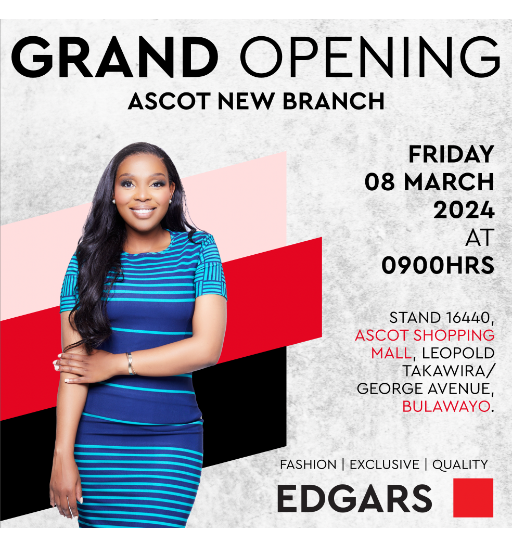 GRAND OPENING
ASCOT NEW BRANCH
FRIDAY
08 MARCH
2024
AT
0900HRS
STAND 16440,
ASCOT SHOPPING
MALL, LEOPOLD
TAKAWIRA/
GEORGE AVENUE,
BULAWAYO.
FASHION | EXCLUSIVE | QUALITY
EDGARS